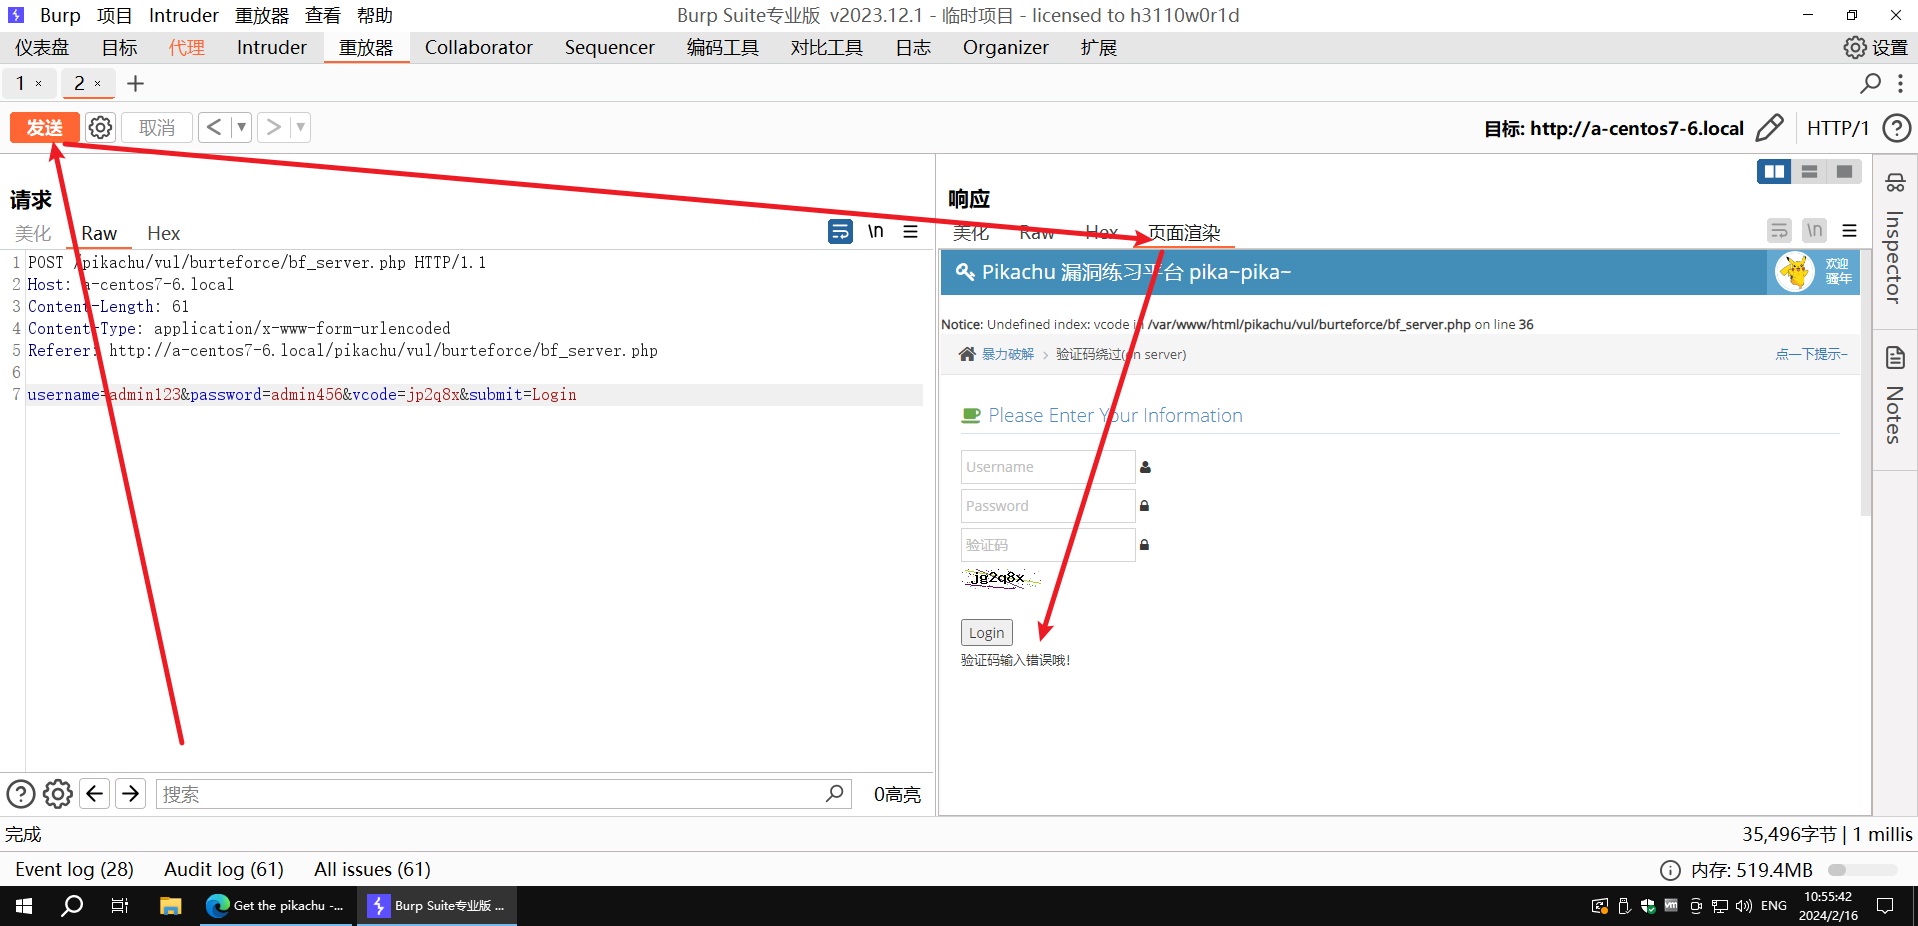 Burp 项目 Intruder 重放器 查看 帮助 Burp Suite专业版 v2023.12.1 - 临时项目 - licensed to h3110w0r1d
仪表盘 目标 代理 Intruder 重放器 Collaborator Sequencer 编码工具 对比工具 日志 Organizer 扩展 设置
1 × 2 × +
发送 取消 < > 目标: http://a-centos7-6.local HTTP/1
请求
美化 Raw Hex \n
1 POST /pikachu/vul/burteforce/bf_server.php HTTP/1.1
2 Host: a-centos7-6.local
3 Content-Length: 61
4 Content-Type: application/x-www-form-urlencoded
5 Referer: http://a-centos7-6.local/pikachu/vul/burteforce/bf_server.php
6
7 username=admin123&password=admin456&vcode=jp2q8x&submit=Login
搜索 0高亮
响应
美化 Raw Hex 页面渲染 \n
Pikachu 漏洞练习平台 pika~pika~
欢迎
骚年
Notice: Undefined index: vcode in /var/www/html/pikachu/vul/burteforce/bf_server.php on line 36
暴力破解 > 验证码绕过(on server) 点一下提示~
Please Enter Your Information
Username
Password
验证码
jg2q8x
Login
验证码输入错误哦!
Inspector
Notes
完成 35,496字节 | 1 millis
Event log (28) Audit log (61) All issues (61) 内存: 519.4MB
Get the pikachu -... Burp Suite专业版 ... vm ENG 10:55:42
2024/2/16